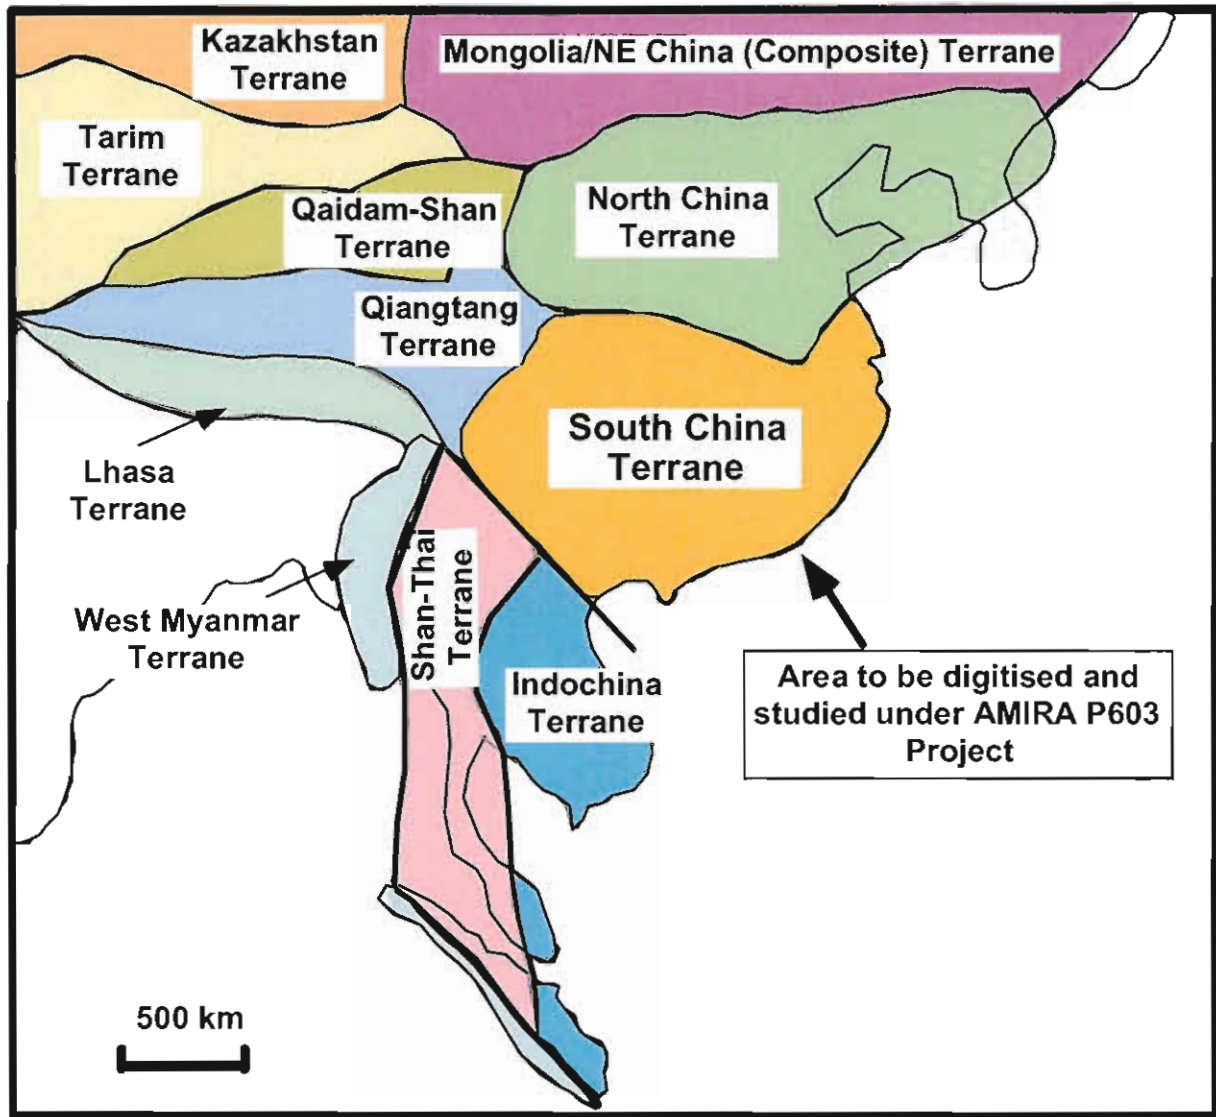 Kazakhstan
Terrane
Mongolia/NE China (Composite) Terrane
Tarim
Terrane
Qaidam-Shan
Terrane
North China
Terrane
Qiangtang
Terrane
South China
Terrane
Lhasa
Terrane
Shan-Thai
Terrane
West Myanmar
Terrane
Indochina
Terrane
Area to be digitised and
studied under AMIRA P603
Project
500 km